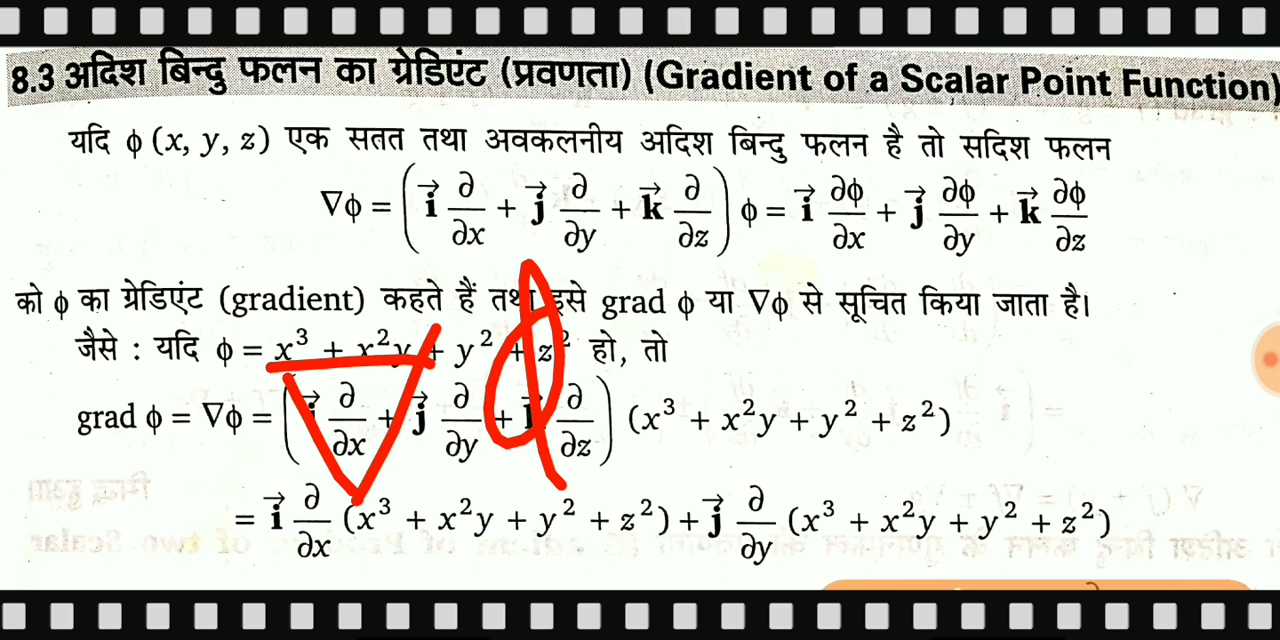 8.3 अदिश बिन्दु फलन का ग्रेडिएंट (प्रवणता) (Gradient of a Scalar Point Function)
यदि ϕ (x, y, z) एक सतत तथा अवकलनीय अदिश बिन्दु फलन है तो सदिश फलन
∇ϕ = (i⃗ ∂/∂x + j⃗ ∂/∂y + k⃗ ∂/∂z) ϕ = i⃗ ∂ϕ/∂x + j⃗ ∂ϕ/∂y + k⃗ ∂ϕ/∂z
को ϕ का ग्रेडिएंट (gradient) कहते हैं तथा इसे grad ϕ या ∇ϕ से सूचित किया जाता है।
जैसे : यदि ϕ = x³ + x²y + y² + z² हो, तो
grad ϕ = ∇ϕ = (i⃗ ∂/∂x + j⃗ ∂/∂y + k⃗ ∂/∂z) (x³ + x²y + y² + z²)
= i⃗ ∂/∂x (x³ + x²y + y² + z²) + j⃗ ∂/∂y (x³ + x²y + y² + z²)
∇ϕ